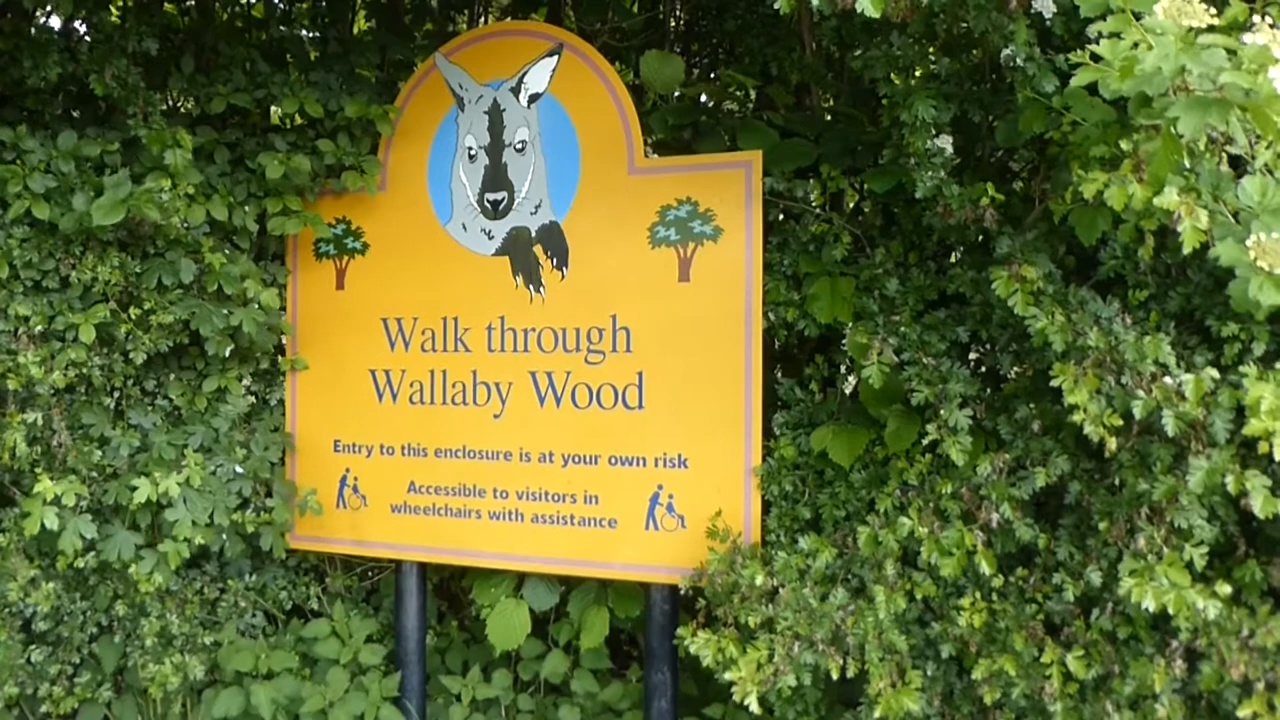 Walk through
Wallaby Wood
Entry to this enclosure is at your own risk
Accessible to visitors in
wheelchairs with assistance